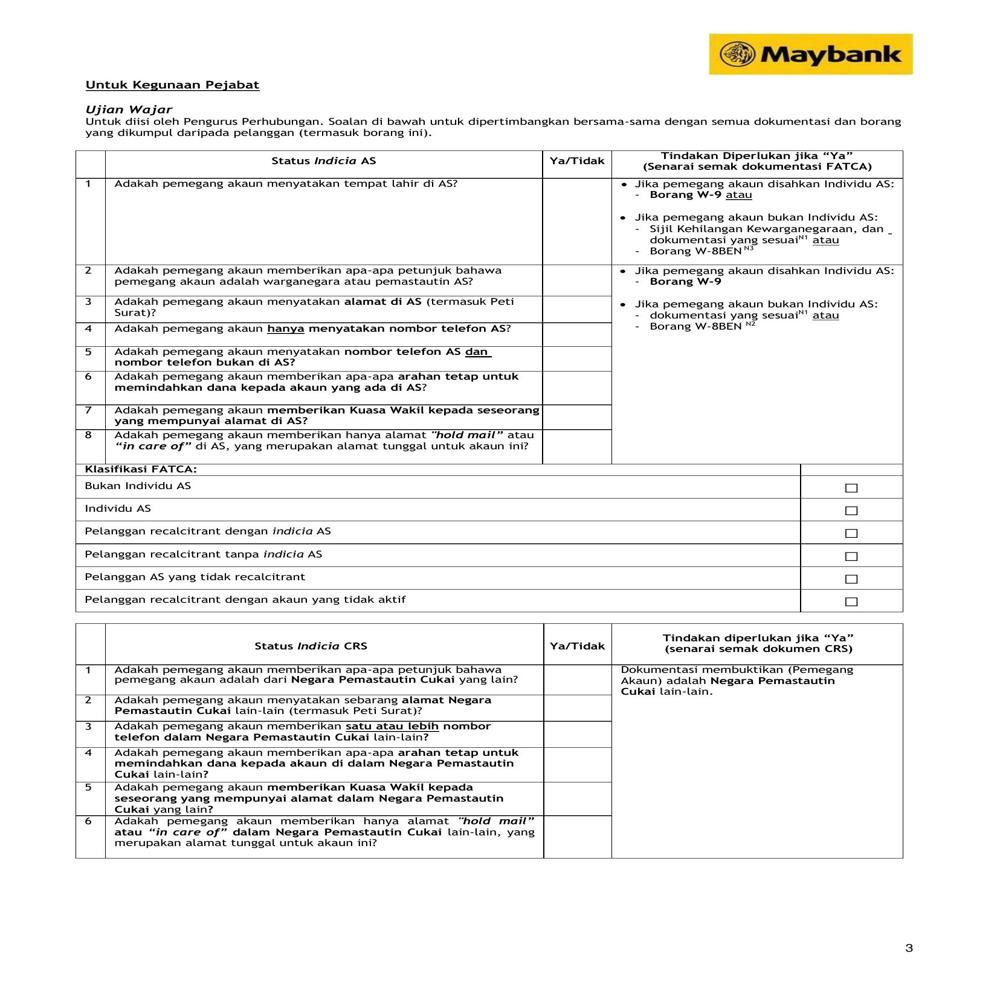 Maybank
Untuk Kegunaan Pejabat
Ujian Wajar
Untuk diisi oleh Pengurus Perhubungan. Soalan di bawah untuk dipertimbangkan bersama-sama dengan semua dokumentasi dan borang
yang dikumpul daripada pelanggan (termasuk borang ini).
Status Indicia AS
Ya/Tidak
Tindakan Diperlukan jika “Ya”
(Senarai semak dokumentasi FATCA)
1 Adakah pemegang akaun menyatakan tempat lahir di AS?
• Jika pemegang akaun disahkan Individu AS:
- Borang W-9 atau
• Jika pemegang akaun bukan Individu AS:
- Sijil Kehilangan Kewarganegaraan, dan
dokumentasi yang sesuaiN1 atau
- Borang W-8BEN N3
2 Adakah pemegang akaun memberikan apa-apa petunjuk bahawa
pemegang akaun adalah warganegara atau pemastautin AS?
• Jika pemegang akaun disahkan Individu AS:
- Borang W-9
• Jika pemegang akaun bukan Individu AS:
- dokumentasi yang sesuaiN1 atau
- Borang W-8BEN N2
3 Adakah pemegang akaun menyatakan alamat di AS (termasuk Peti
Surat)?
4 Adakah pemegang akaun hanya menyatakan nombor telefon AS?
5 Adakah pemegang akaun menyatakan nombor telefon AS dan
nombor telefon bukan di AS?
6 Adakah pemegang akaun memberikan apa-apa arahan tetap untuk
memindahkan dana kepada akaun yang ada di AS?
7 Adakah pemegang akaun memberikan Kuasa Wakil kepada seseorang
yang mempunyai alamat di AS?
8 Adakah pemegang akaun memberikan hanya alamat "hold mail” atau
“in care of” di AS, yang merupakan alamat tunggal untuk akaun ini?
Klasifikasi FATCA:
Bukan Individu AS
Individu AS
Pelanggan recalcitrant dengan indicia AS
Pelanggan recalcitrant tanpa indicia AS
Pelanggan AS yang tidak recalcitrant
Pelanggan recalcitrant dengan akaun yang tidak aktif
Status Indicia CRS
Ya/Tidak
Tindakan diperlukan jika “Ya”
(senarai semak dokumen CRS)
1 Adakah pemegang akaun memberikan apa-apa petunjuk bahawa
pemegang akaun adalah dari Negara Pemastautin Cukai yang lain?
Dokumentasi membuktikan (Pemegang
Akaun) adalah Negara Pemastautin
Cukai lain-lain.
2 Adakah pemegang akaun menyatakan sebarang alamat Negara
Pemastautin Cukai lain-lain (termasuk Peti Surat)?
3 Adakah pemegang akaun memberikan satu atau lebih nombor
telefon dalam Negara Pemastautin Cukai lain-lain?
4 Adakah pemegang akaun memberikan apa-apa arahan tetap untuk
memindahkan dana kepada akaun di dalam Negara Pemastautin
Cukai lain-lain?
5 Adakah pemegang akaun memberikan Kuasa Wakil kepada
seseorang yang mempunyai alamat dalam Negara Pemastautin
Cukai yang lain?
6 Adakah pemegang akaun memberikan hanya alamat "hold mail”
atau “in care of” dalam Negara Pemastautin Cukai lain-lain, yang
merupakan alamat tunggal untuk akaun ini?
3